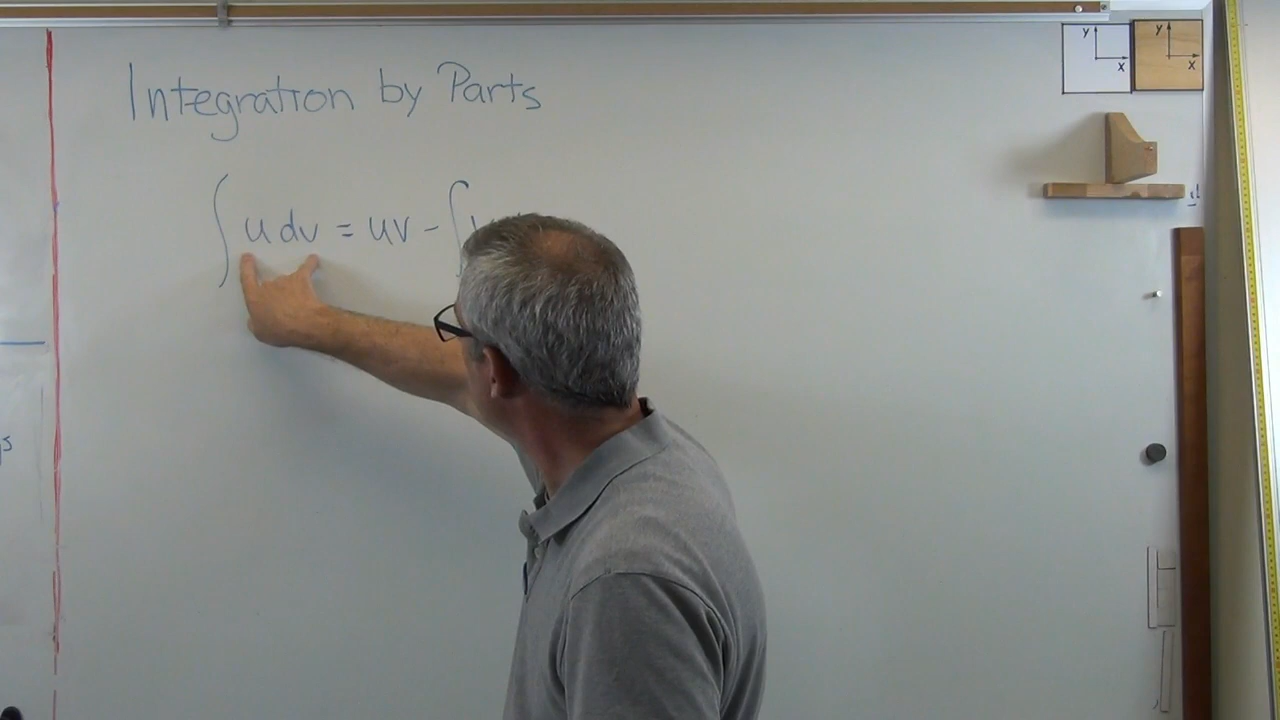 Integration by Parts
∫ u dv = uv - ∫
y
x
y
x